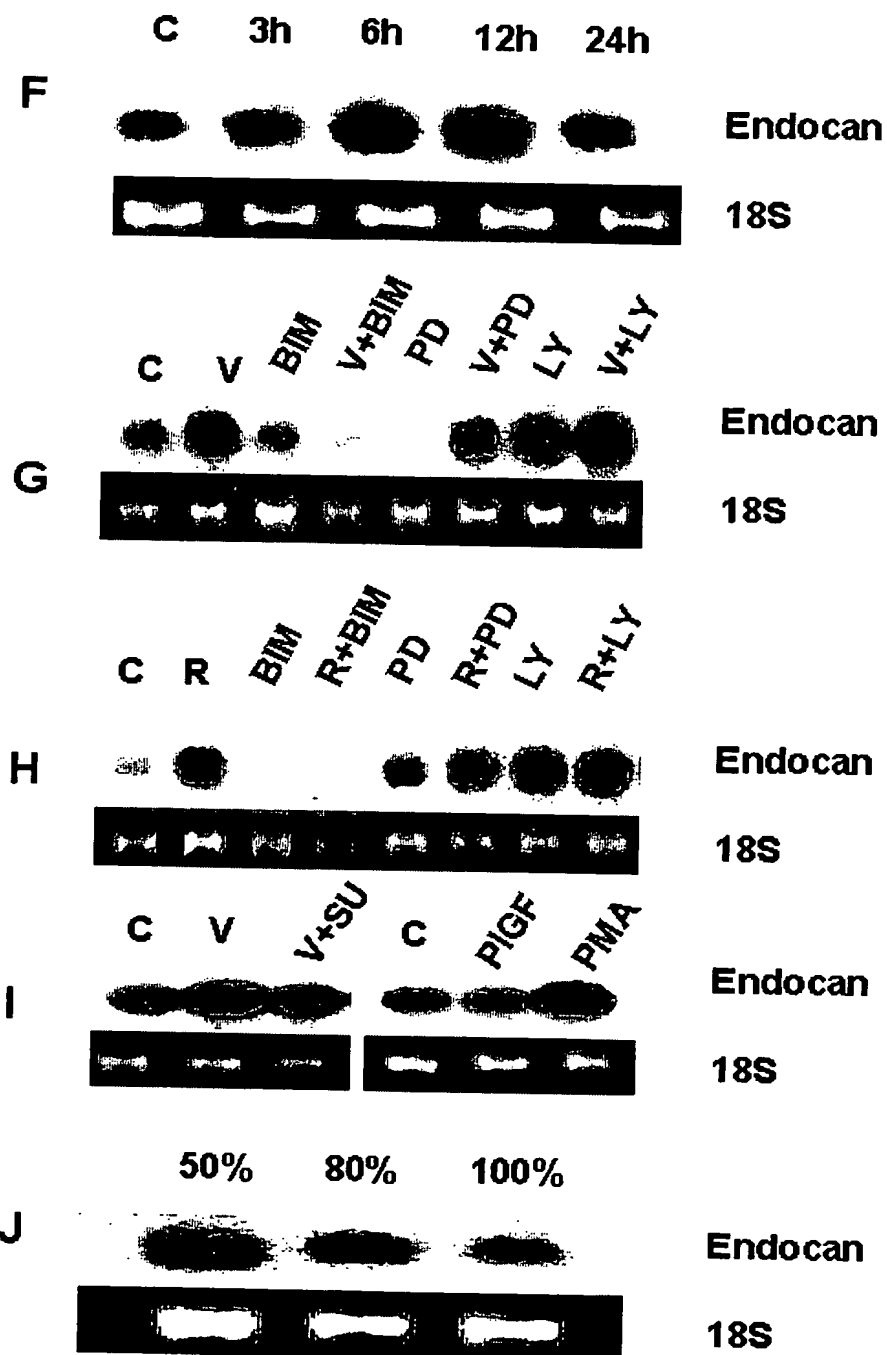 C 3h 6h 12h 24h
F
Endocan
18S
C V BIM V+BIM PD V+PD LY V+LY
Endocan
G
18S
C R BIM R+BIM PD R+PD LY R+LY
H
Endocan
18S
C V V+SU C PIGF PMA
I
Endocan
18S
50% 80% 100%
J
Endocan
18S